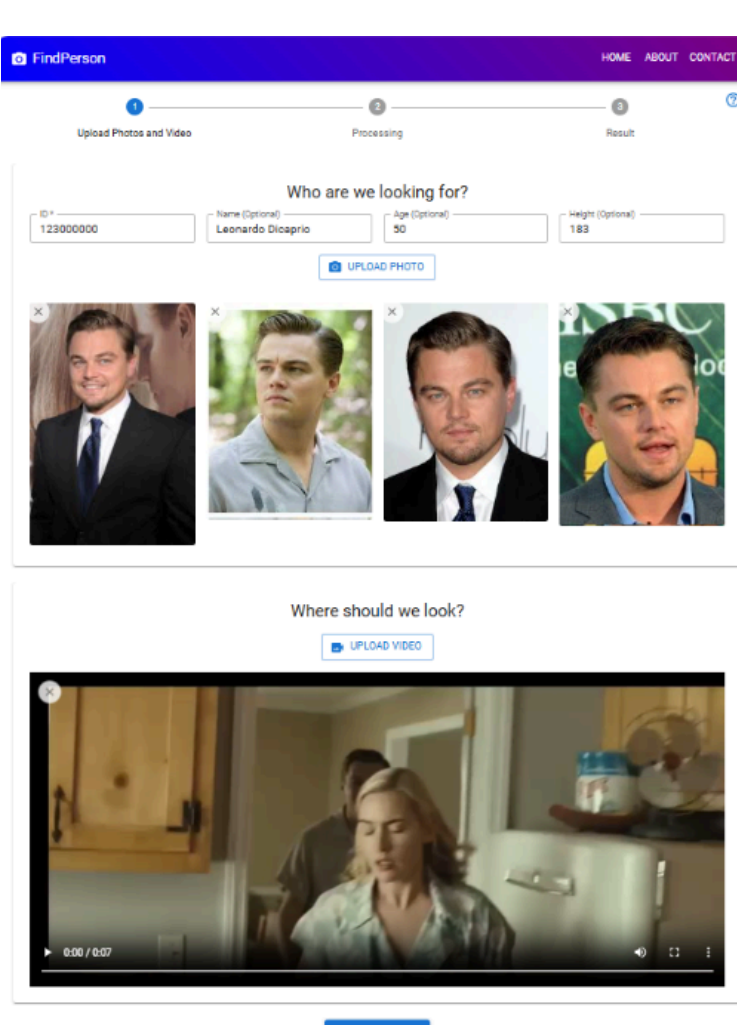 FindPerson
HOME ABOUT CONTACT
1
2
3
Upload Photos and Video
Processing
Result
Who are we looking for?
ID *
Name (Optional)
Age (Optional)
Height (Optional)
123000000
Leonardo Dicaprio
50
183
UPLOAD PHOTO
SBC
Where should we look?
UPLOAD VIDEO
0:00 / 0:07